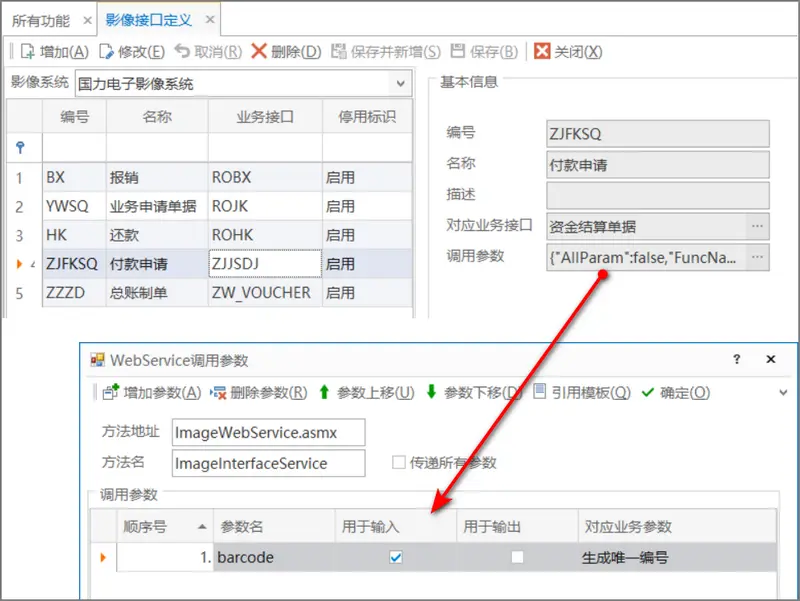 所有功能 × 影像接口定义 ×
增加(A) 修改(E) 取消(R) 删除(D) 保存并新增(S) 保存(B) 关闭(X)
影像系统 国力电子影像系统
编号 名称 业务接口 停用标识
1 BX 报销 ROBX 启用
2 YWSQ 业务申请单据 ROJK 启用
3 HK 还款 ROHK 启用
4 ZJFKSQ 付款申请 ZJJSDJ 启用
5 ZZZD 总账制单 ZW_VOUCHER 启用
基本信息
编号 ZJFKSQ
名称 付款申请
描述
对应业务接口 资金结算单据 ...
调用参数 {"AllParam":false,"FuncNa... ...
WebService调用参数 ? ×
增加参数(A) 删除参数(R) 参数上移(U) 参数下移(D) 引用模板(Q) 确定(O)
方法地址 ImageWebService.asmx
方法名 ImageInterfaceService 传递所有参数
调用参数
顺序号 参数名 用于输入 用于输出 对应业务参数
1. barcode 生成唯一编号